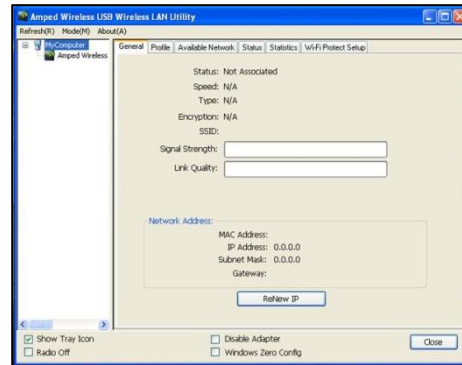 Amped Wireless USB Wireless LAN Utility
Refresh(R) Mode(M) About(A)
MyComputer
Amped Wireless
General Profile Available Network Status Statistics Wi-Fi Protect Setup
Status: Not Associated
Speed: N/A
Type: N/A
Encryption: N/A
SSID:
Signal Strength:
Link Quality:
Network Address:
MAC Address:
IP Address: 0.0.0.0
Subnet Mask: 0.0.0.0
Gateway:
ReNew IP
Show Tray Icon Disable Adapter
Radio Off Windows Zero Config
Close